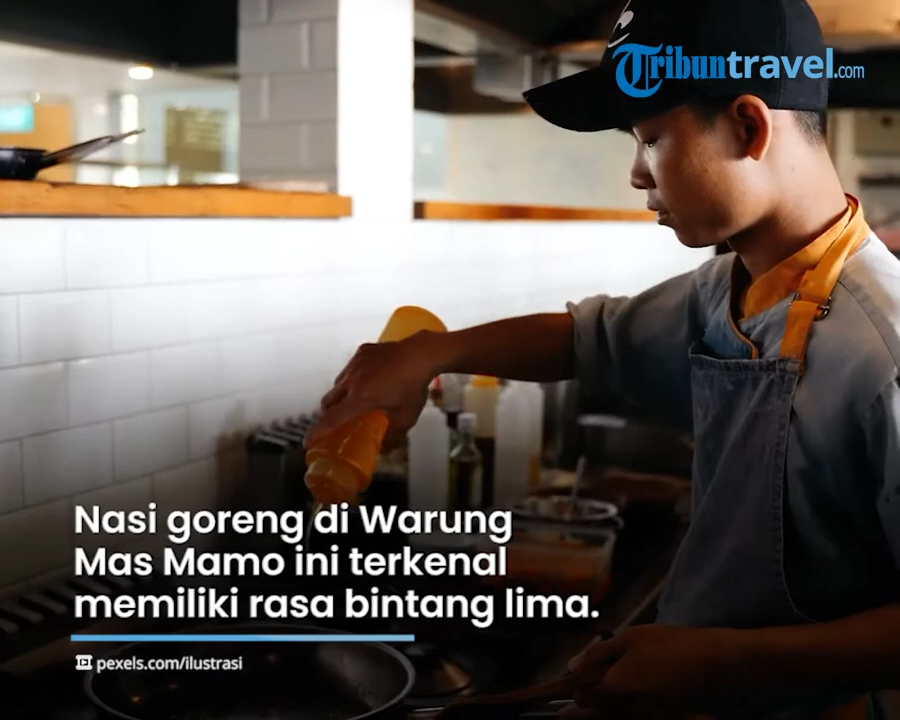 Tribuntravel.com
Nasi goreng di Warung
Mas Mamo ini terkenal
memiliki rasa bintang lima.
pexels.com/ilustrasi